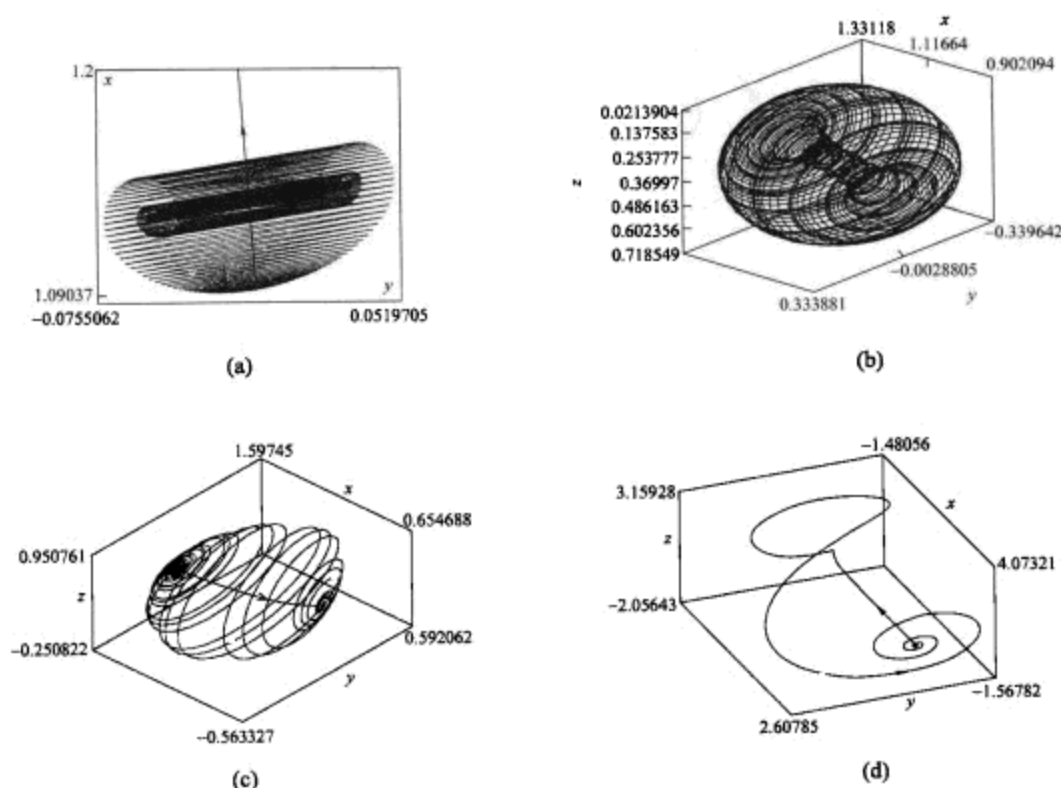 1.2
x
1.09037
y
−0.0755062
0.0519705
(a)
x
1.33118
1.11664
0.902094
0.0213904
0.137583
0.253777
z
0.36997
0.486163
0.602356
0.718549
−0.339642
−0.0028805
0.333881
y
(b)
1.59745
x
0.654688
0.950761
z
−0.250822
0.592062
y
−0.563327
(c)
−1.48056
3.15928
x
z
4.07321
−2.05643
−1.56782
y
2.60785
(d)